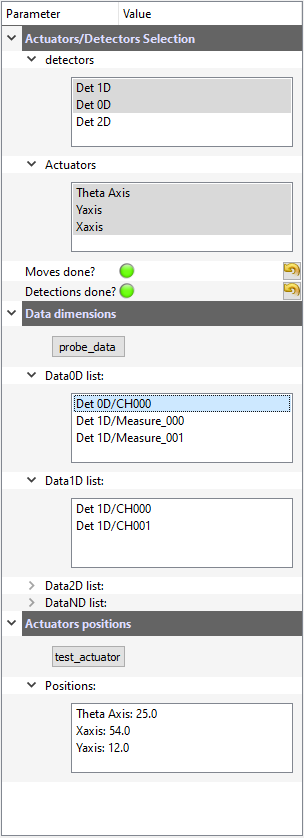 Parameter Value
Actuators/Detectors Selection
detectors
Det 1D
Det 0D
Det 2D
Actuators
Theta Axis
Yaxis
Xaxis
Moves done?
Detections done?
Data dimensions
probe_data
Data0D list:
Det 0D/CH000
Det 1D/Measure_000
Det 1D/Measure_001
Data1D list:
Det 1D/CH000
Det 1D/CH001
Data2D list:
DataND list:
Actuators positions
test_actuator
Positions:
Theta Axis: 25.0
Xaxis: 54.0
Yaxis: 12.0